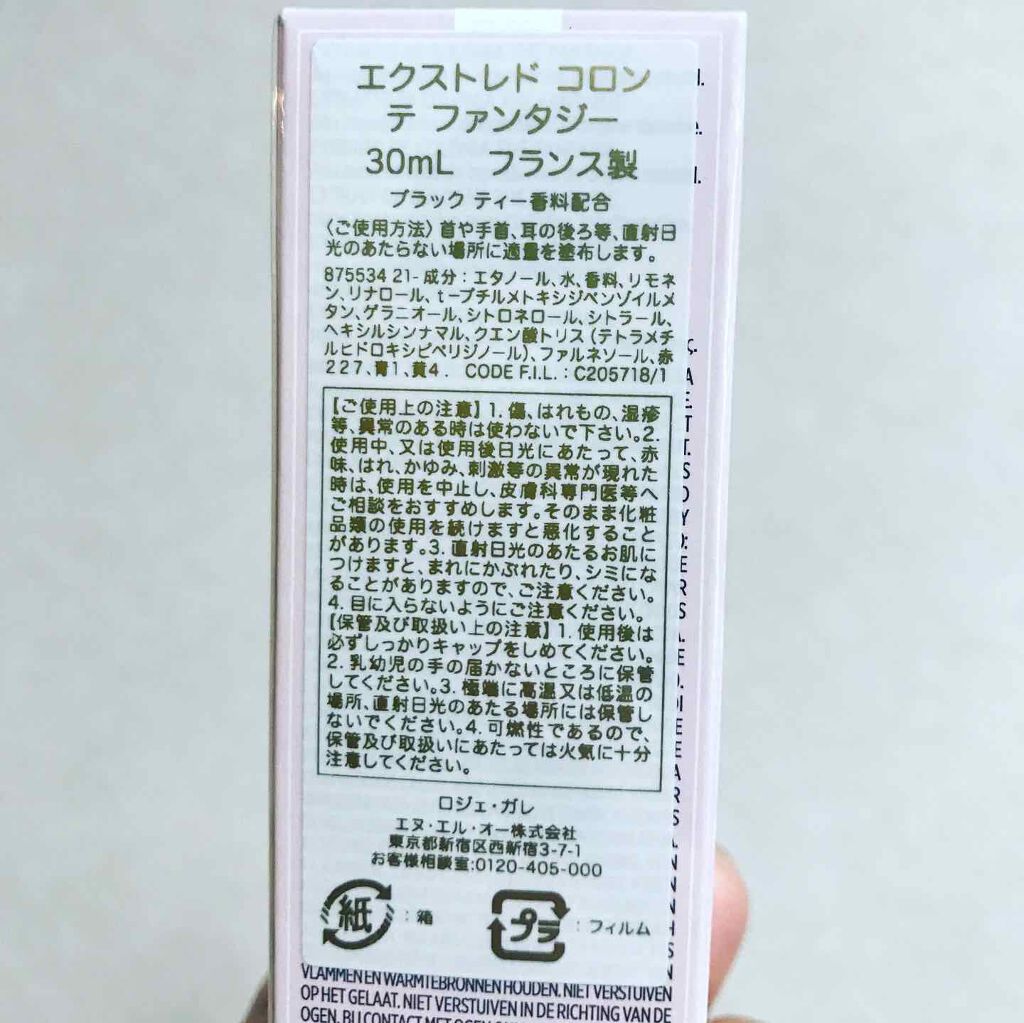 エクストレド コロン
テ ファンタジー
30mL フランス製
ブラック ティー香料配合
〈ご使用方法〉首や手首、耳の後ろ等、直射日
光のあたらない場所に適量を塗布します。
875534 21- 成分：エタノール、水、香料、リモネ
ン、リナロール、t-ブチルメトキシジベンゾイルメ
タン、ゲラニオール、シトロネロール、シトラール、
ヘキシルシンナマル、クエン酸トリス（テトラメチ
ルヒドロキシピペリジノール）、ファルネソール、赤
227、青1、黄4． CODE F.I.L.：C205718/1
【ご使用上の注意】1. 傷、はれもの、湿疹
等、異常のある時は使わないで下さい。2.
使用中、又は使用後日光にあたって、赤
味、はれ、かゆみ、刺激等の異常が現れた
時は、使用を中止し、皮膚科専門医等へ
ご相談をおすすめします。そのまま化粧
品類の使用を続けますと悪化すること
があります。3. 直射日光のあたるお肌に
つけますと、まれにかぶれたり、シミにな
ることがありますので、ご注意ください。
4. 目に入らないようにご注意ください。
【保管及び取扱い上の注意】1. 使用後は
必ずしっかりキャップをしめてください。
2. 乳幼児の手の届かないところに保管
してください。3. 極端に高温又は低温の
場所、直射日光のあたる場所には保管し
ないでください。4. 可燃性であるので、
保管及び取扱いにあたっては火気に十分
注意してください。
ロジェ・ガレ
エヌ・エル・オー株式会社
東京都新宿区西新宿3-7-1
お客様相談室:0120-405-000
紙 : 箱 プラ : フィルム
VLAMMEN EN WARMTEBRONNEN HOUDEN. NIET VERSTUIVEN
OP HET GELAAT. NIET VERSTUIVEN IN DE RICHTING VAN DE
OGEN. BIJ CONTACT MET OGEN